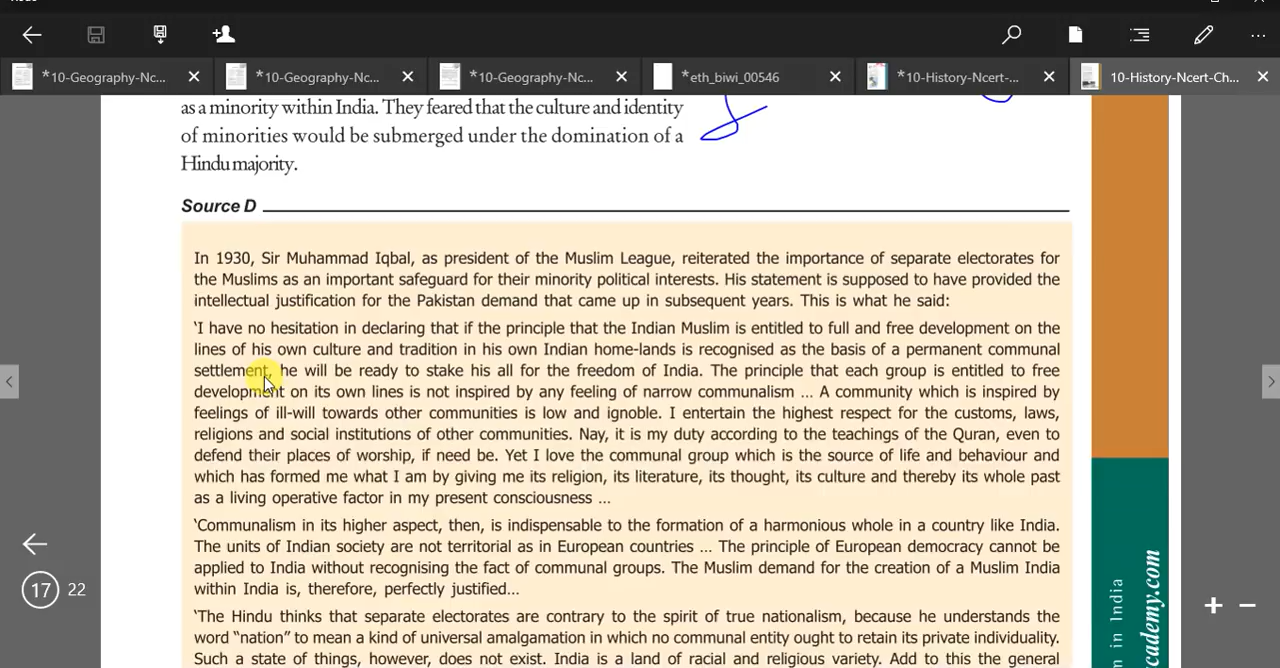 *10-Geography-Nc...
*10-Geography-Nc...
*10-Geography-Nc...
*eth_biwi_00546
*10-History-Ncert-...
10-History-Ncert-Ch...
as a minority within India. They feared that the culture and identity
of minorities would be submerged under the domination of a
Hindu majority.
Source D
In 1930, Sir Muhammad Iqbal, as president of the Muslim League, reiterated the importance of separate electorates for
the Muslims as an important safeguard for their minority political interests. His statement is supposed to have provided the
intellectual justification for the Pakistan demand that came up in subsequent years. This is what he said:
'I have no hesitation in declaring that if the principle that the Indian Muslim is entitled to full and free development on the
lines of his own culture and tradition in his own Indian home-lands is recognised as the basis of a permanent communal
settlement, he will be ready to stake his all for the freedom of India. The principle that each group is entitled to free
development on its own lines is not inspired by any feeling of narrow communalism ... A community which is inspired by
feelings of ill-will towards other communities is low and ignoble. I entertain the highest respect for the customs, laws,
religions and social institutions of other communities. Nay, it is my duty according to the teachings of the Quran, even to
defend their places of worship, if need be. Yet I love the communal group which is the source of life and behaviour and
which has formed me what I am by giving me its religion, its literature, its thought, its culture and thereby its whole past
as a living operative factor in my present consciousness ...
'Communalism in its higher aspect, then, is indispensable to the formation of a harmonious whole in a country like India.
The units of Indian society are not territorial as in European countries ... The principle of European democracy cannot be
applied to India without recognising the fact of communal groups. The Muslim demand for the creation of a Muslim India
within India is, therefore, perfectly justified...
'The Hindu thinks that separate electorates are contrary to the spirit of true nationalism, because he understands the
word "nation" to mean a kind of universal amalgamation in which no communal entity ought to retain its private individuality.
Such a state of things, however, does not exist. India is a land of racial and religious variety. Add to this the general
17 22
m in India
cademy.com